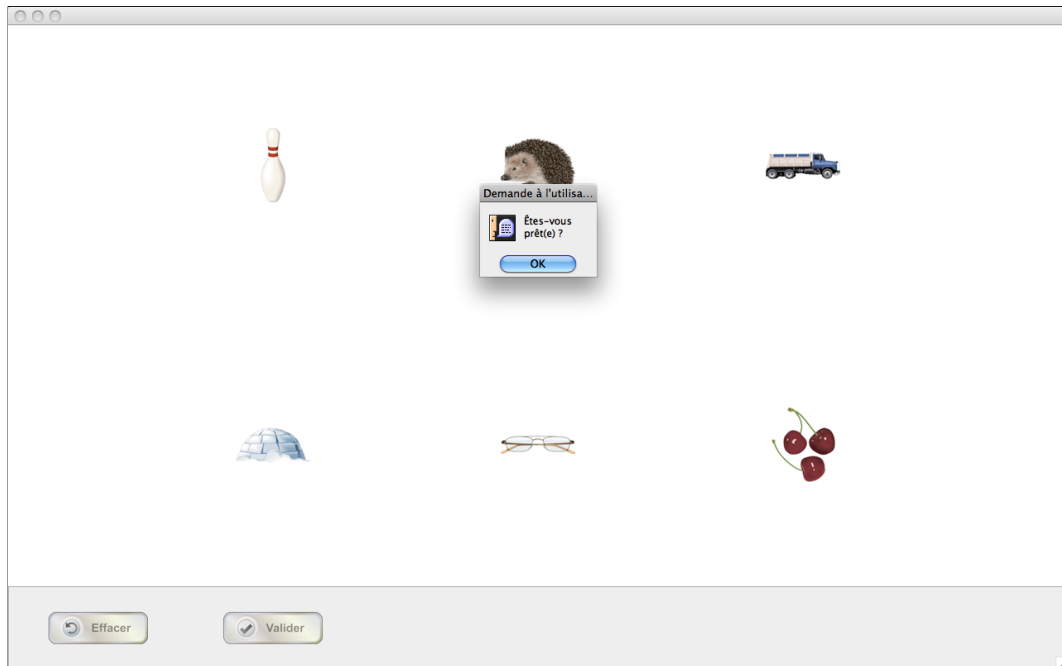 Demande à l'utilisa...
Êtes-vous
prêt(e) ?
OK
Effacer
Valider